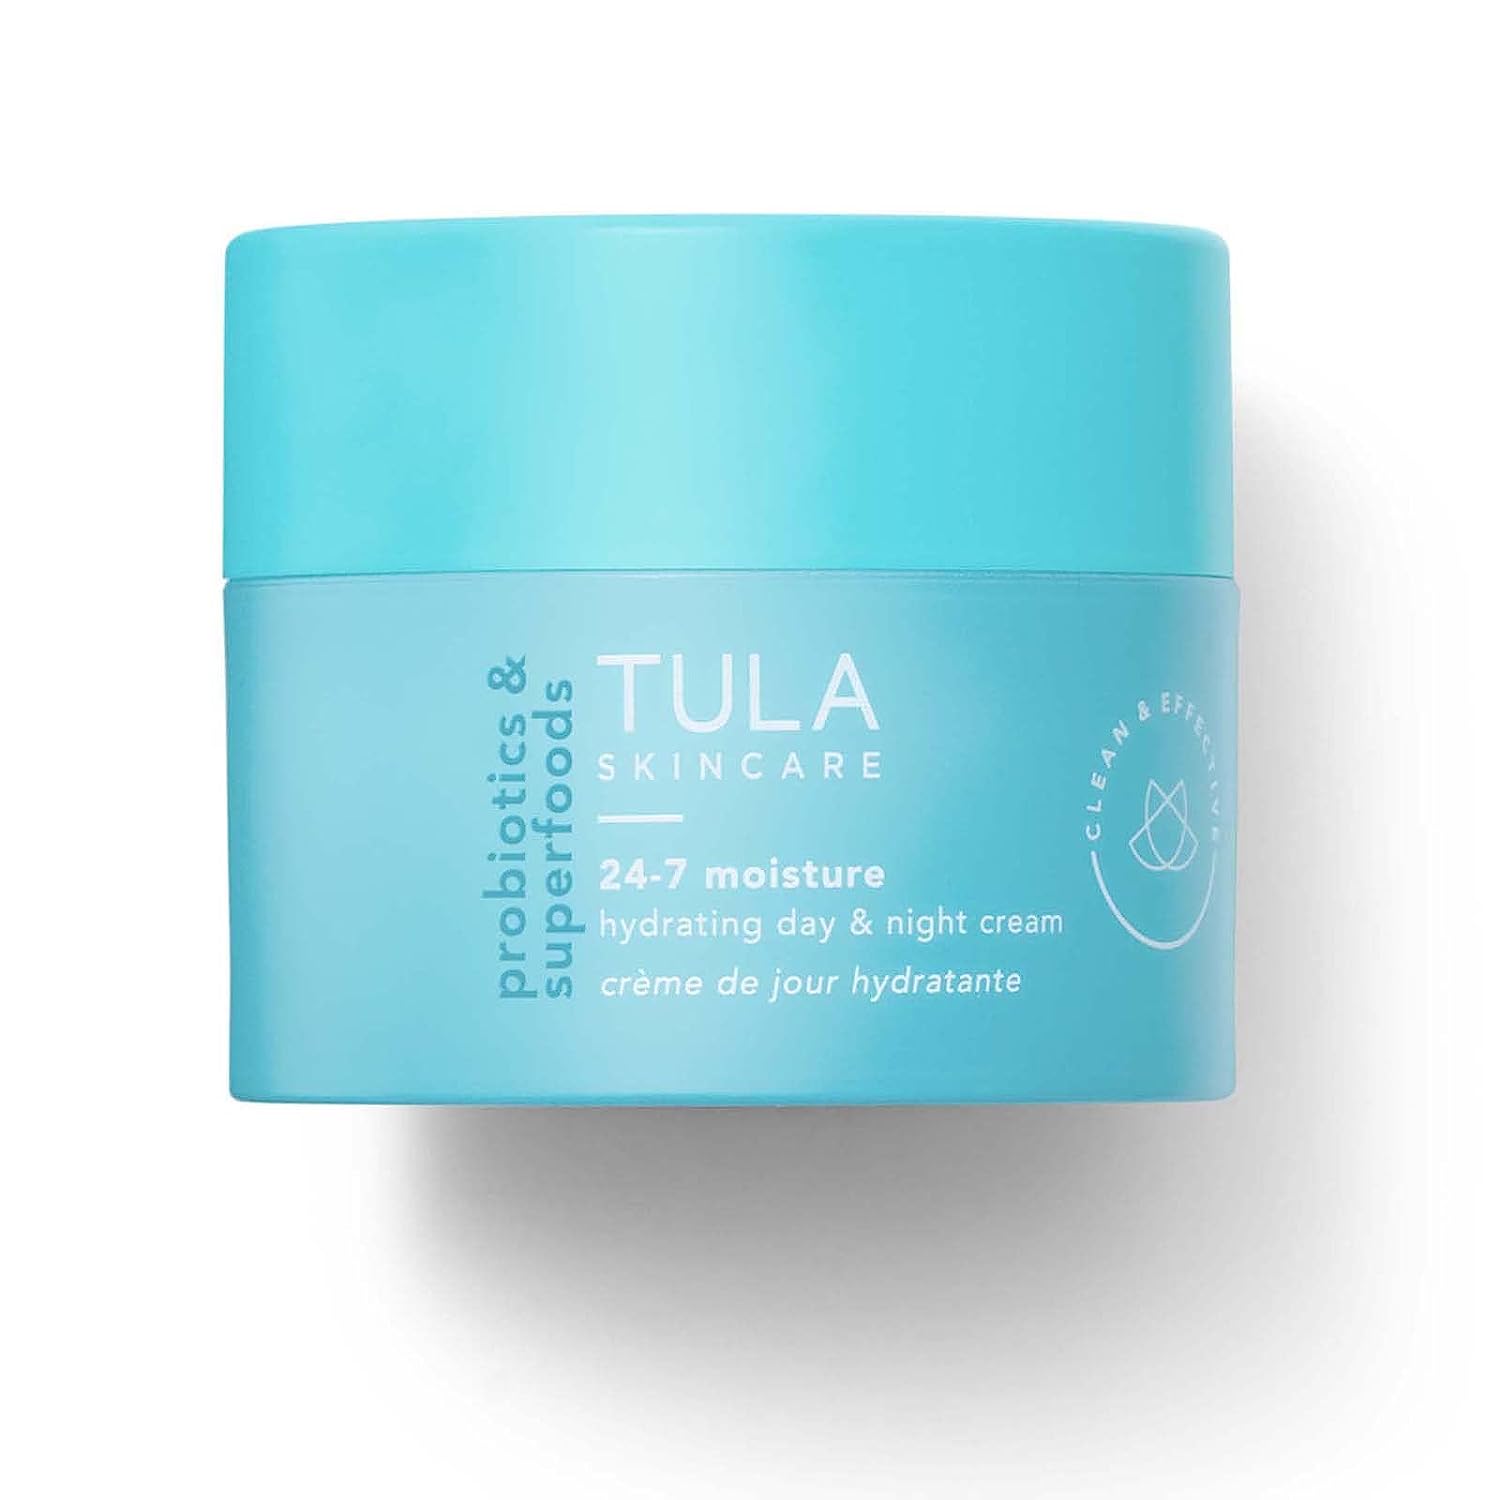 probiotics &
superfoods
TULA
SKINCARE
24-7 moisture
hydrating day & night cream
crème de jour hydratante
CLEAN & EFFECTIVE